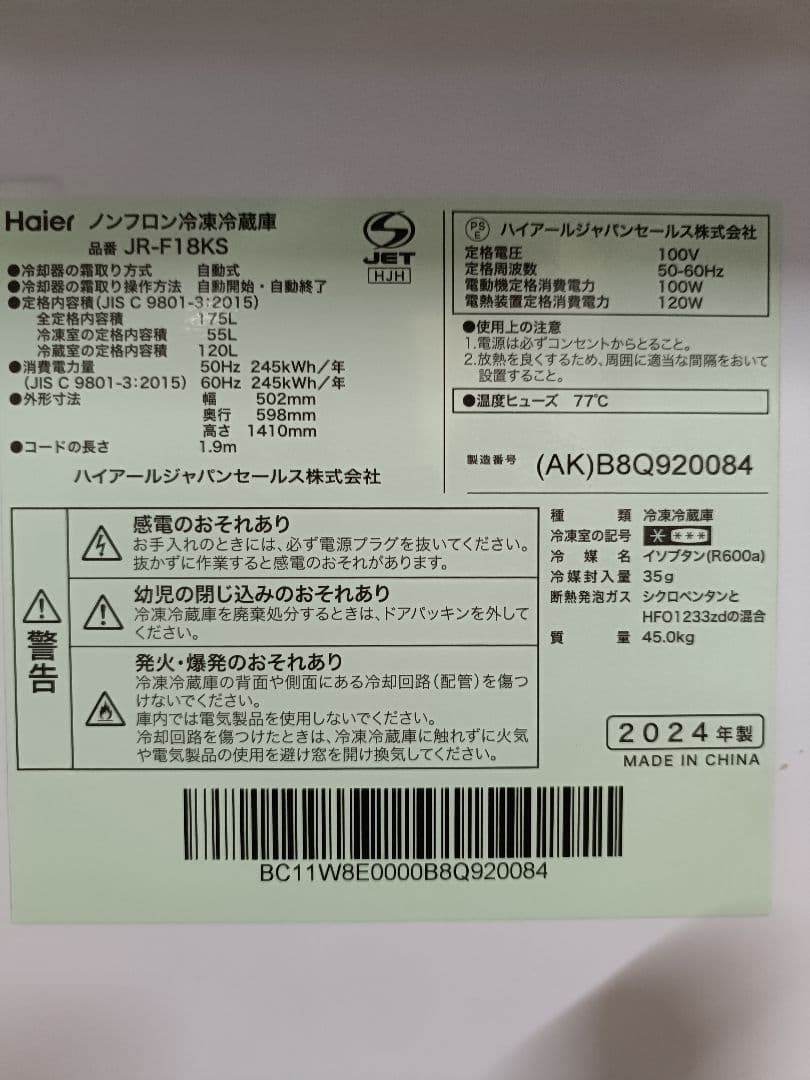 Haier ノンフロン冷凍冷蔵庫
品番 JR-F18KS
●冷却器の霜取り方式 自動式
●冷却器の霜取り操作方法 自動開始・自動終了
●定格内容積(JIS C 9801-3:2015)
全定格内容積 175L
冷凍室の定格内容積 55L
冷蔵室の定格内容積 120L
●消費電力量 50Hz 245kWh/年
(JIS C 9801-3:2015) 60Hz 245kWh/年
●外形寸法 幅 502mm
奥行 598mm
高さ 1410mm
●コードの長さ 1.9m
ハイアールジャパンセールス株式会社
JET
HJH
PSE ハイアールジャパンセールス株式会社
定格電圧 100V
定格周波数 50-60Hz
電動機定格消費電力 100W
電熱装置定格消費電力 120W
●使用上の注意
1.電源は必ずコンセントからとること。
2.放熱を良くするため、周囲に適当な間隔をおいて
設置すること。
●温度ヒューズ 77℃
製造番号 (AK)B8Q920084
警告
感電のおそれあり
お手入れのときには、必ず電源プラグを抜いてください。
抜かずに作業すると感電のおそれがあります。
幼児の閉じ込みのおそれあり
冷凍冷蔵庫を廃棄処分するときは、ドアパッキンを外して
ください。
発火・爆発のおそれあり
冷凍冷蔵庫の背面や側面にある冷却回路(配管)を傷つ
けないでください。
庫内では電気製品を使用しないでください。
冷却回路を傷つけたときは、冷凍冷蔵庫に触れずに火気
や電気製品の使用を避け窓を開け換気してください。
種類 冷凍冷蔵庫
冷凍室の記号 * ***
冷媒名 イソブタン(R600a)
冷媒封入量 35g
断熱発泡ガス シクロペンタンと
HFO1233zdの混合
質量 45.0kg
2024年製
MADE IN CHINA
BC11W8E0000B8Q920084